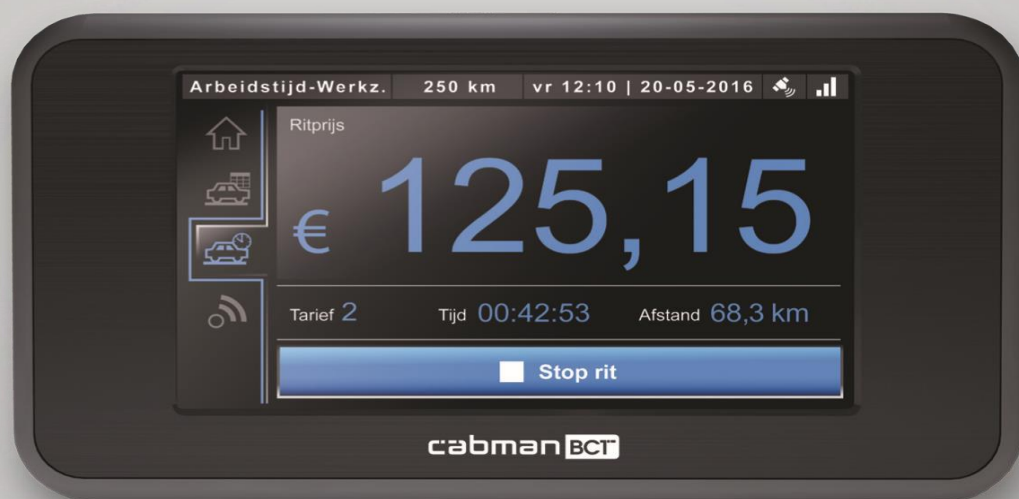 Arbeidstijd-Werkz. 250 km vr 12:10 | 20-05-2016
Ritprijs
€ 125,15
Tarief 2 Tijd 00:42:53 Afstand 68,3 km
Stop rit
cabman BCT